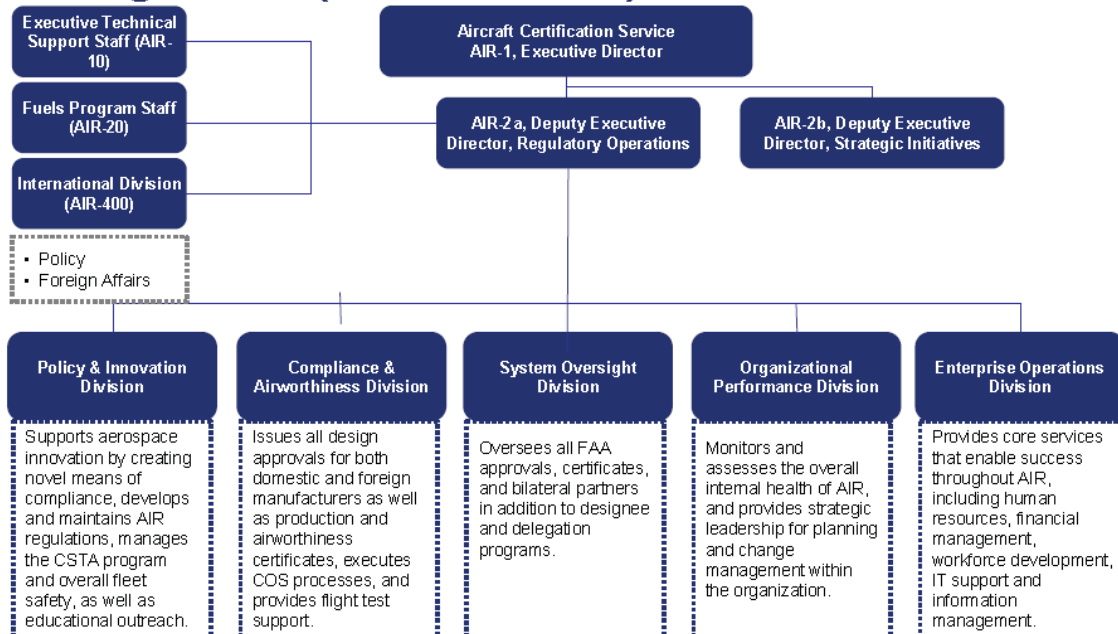 Executive Technical
Support Staff (AIR-
10)
Aircraft Certification Service
AIR-1, Executive Director
Fuels Program Staff
(AIR-20)
AIR-2a, Deputy Executive
Director, Regulatory Operations
AIR-2b, Deputy Executive
Director, Strategic Initiatives
International Division
(AIR-400)
▪ Policy
▪ Foreign Affairs
Policy & Innovation
Division
Supports aerospace
innovation by creating
novel means of
compliance, develops
and maintains AIR
regulations, manages
the CSTA program
and overall fleet
safety, as well as
educational outreach.
Compliance &
Airworthiness Division
Issues all design
approvals for both
domestic and foreign
manufacturers as well
as production and
airworthiness
certificates, executes
COS processes, and
provides flight test
support.
System Oversight
Division
Oversees all FAA
approvals, certificates,
and bilateral partners
in addition to designee
and delegation
programs.
Organizational
Performance Division
Monitors and
assesses the overall
internal health of AIR,
and provides strategic
leadership for planning
and change
management within
the organization.
Enterprise Operations
Division
Provides core services
that enable success
throughout AIR,
including human
resources, financial
management,
workforce development,
IT support and
information
management.